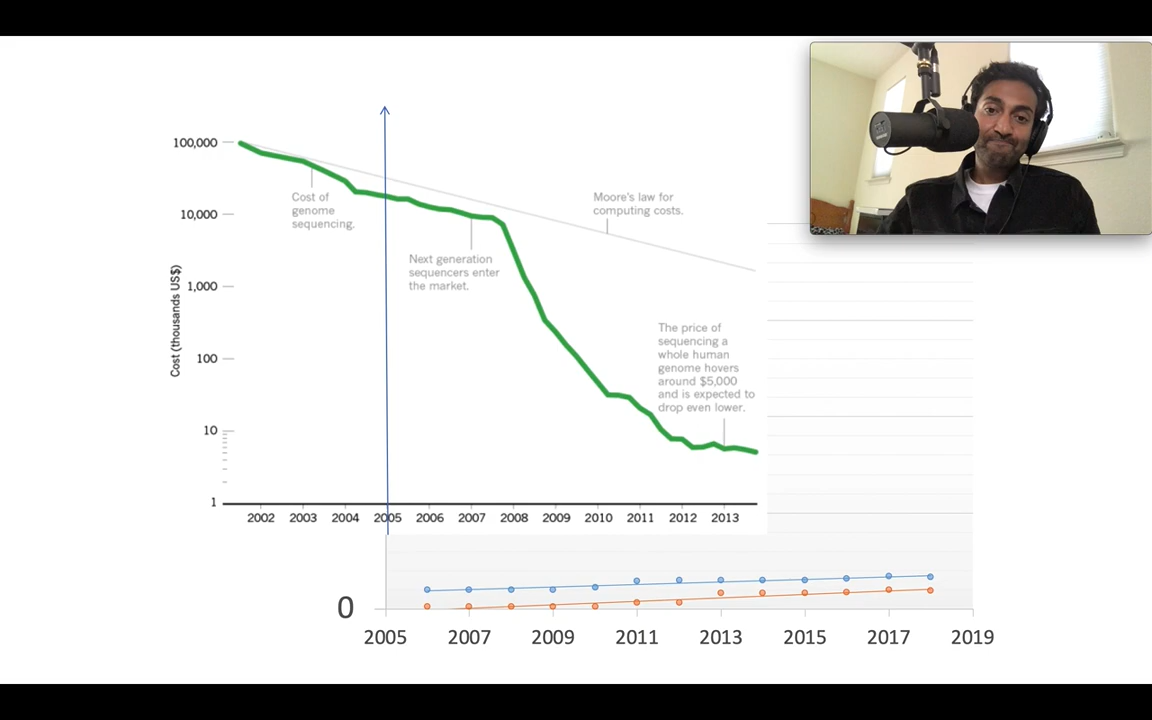 100,000
10,000
1,000
100
10
1
Cost (thousands US$)
Cost of
genome
sequencing.
Next generation
sequencers enter
the market.
Moore's law for
computing costs.
The price of
sequencing a
whole human
genome hovers
around $5,000
and is expected to
drop even lower.
2002 2003 2004 2005 2006 2007 2008 2009 2010 2011 2012 2013
0
2005 2007 2009 2011 2013 2015 2017 2019